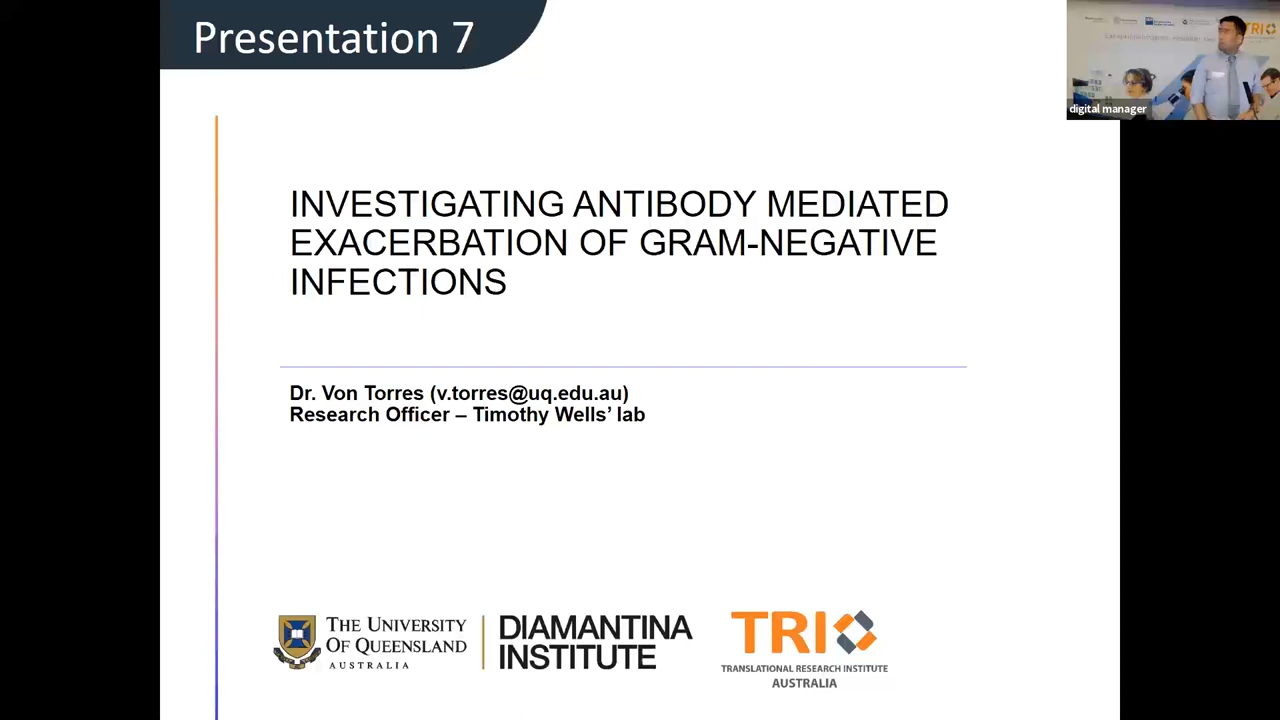 Presentation 7
TRI
digital manager
INVESTIGATING ANTIBODY MEDIATED
EXACERBATION OF GRAM-NEGATIVE
INFECTIONS
Dr. Von Torres (v.torres@uq.edu.au)
Research Officer – Timothy Wells' lab
THE UNIVERSITY
OF QUEENSLAND
AUSTRALIA
DIAMANTINA
INSTITUTE
TRI
TRANSLATIONAL RESEARCH INSTITUTE
AUSTRALIA